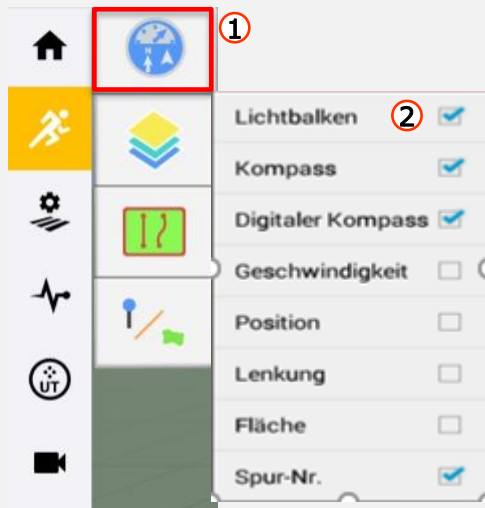 ①
N
Lichtbalken ②
Kompass
Digitaler Kompass
Geschwindigkeit
Position
Lenkung
UT
Fläche
Spur-Nr.